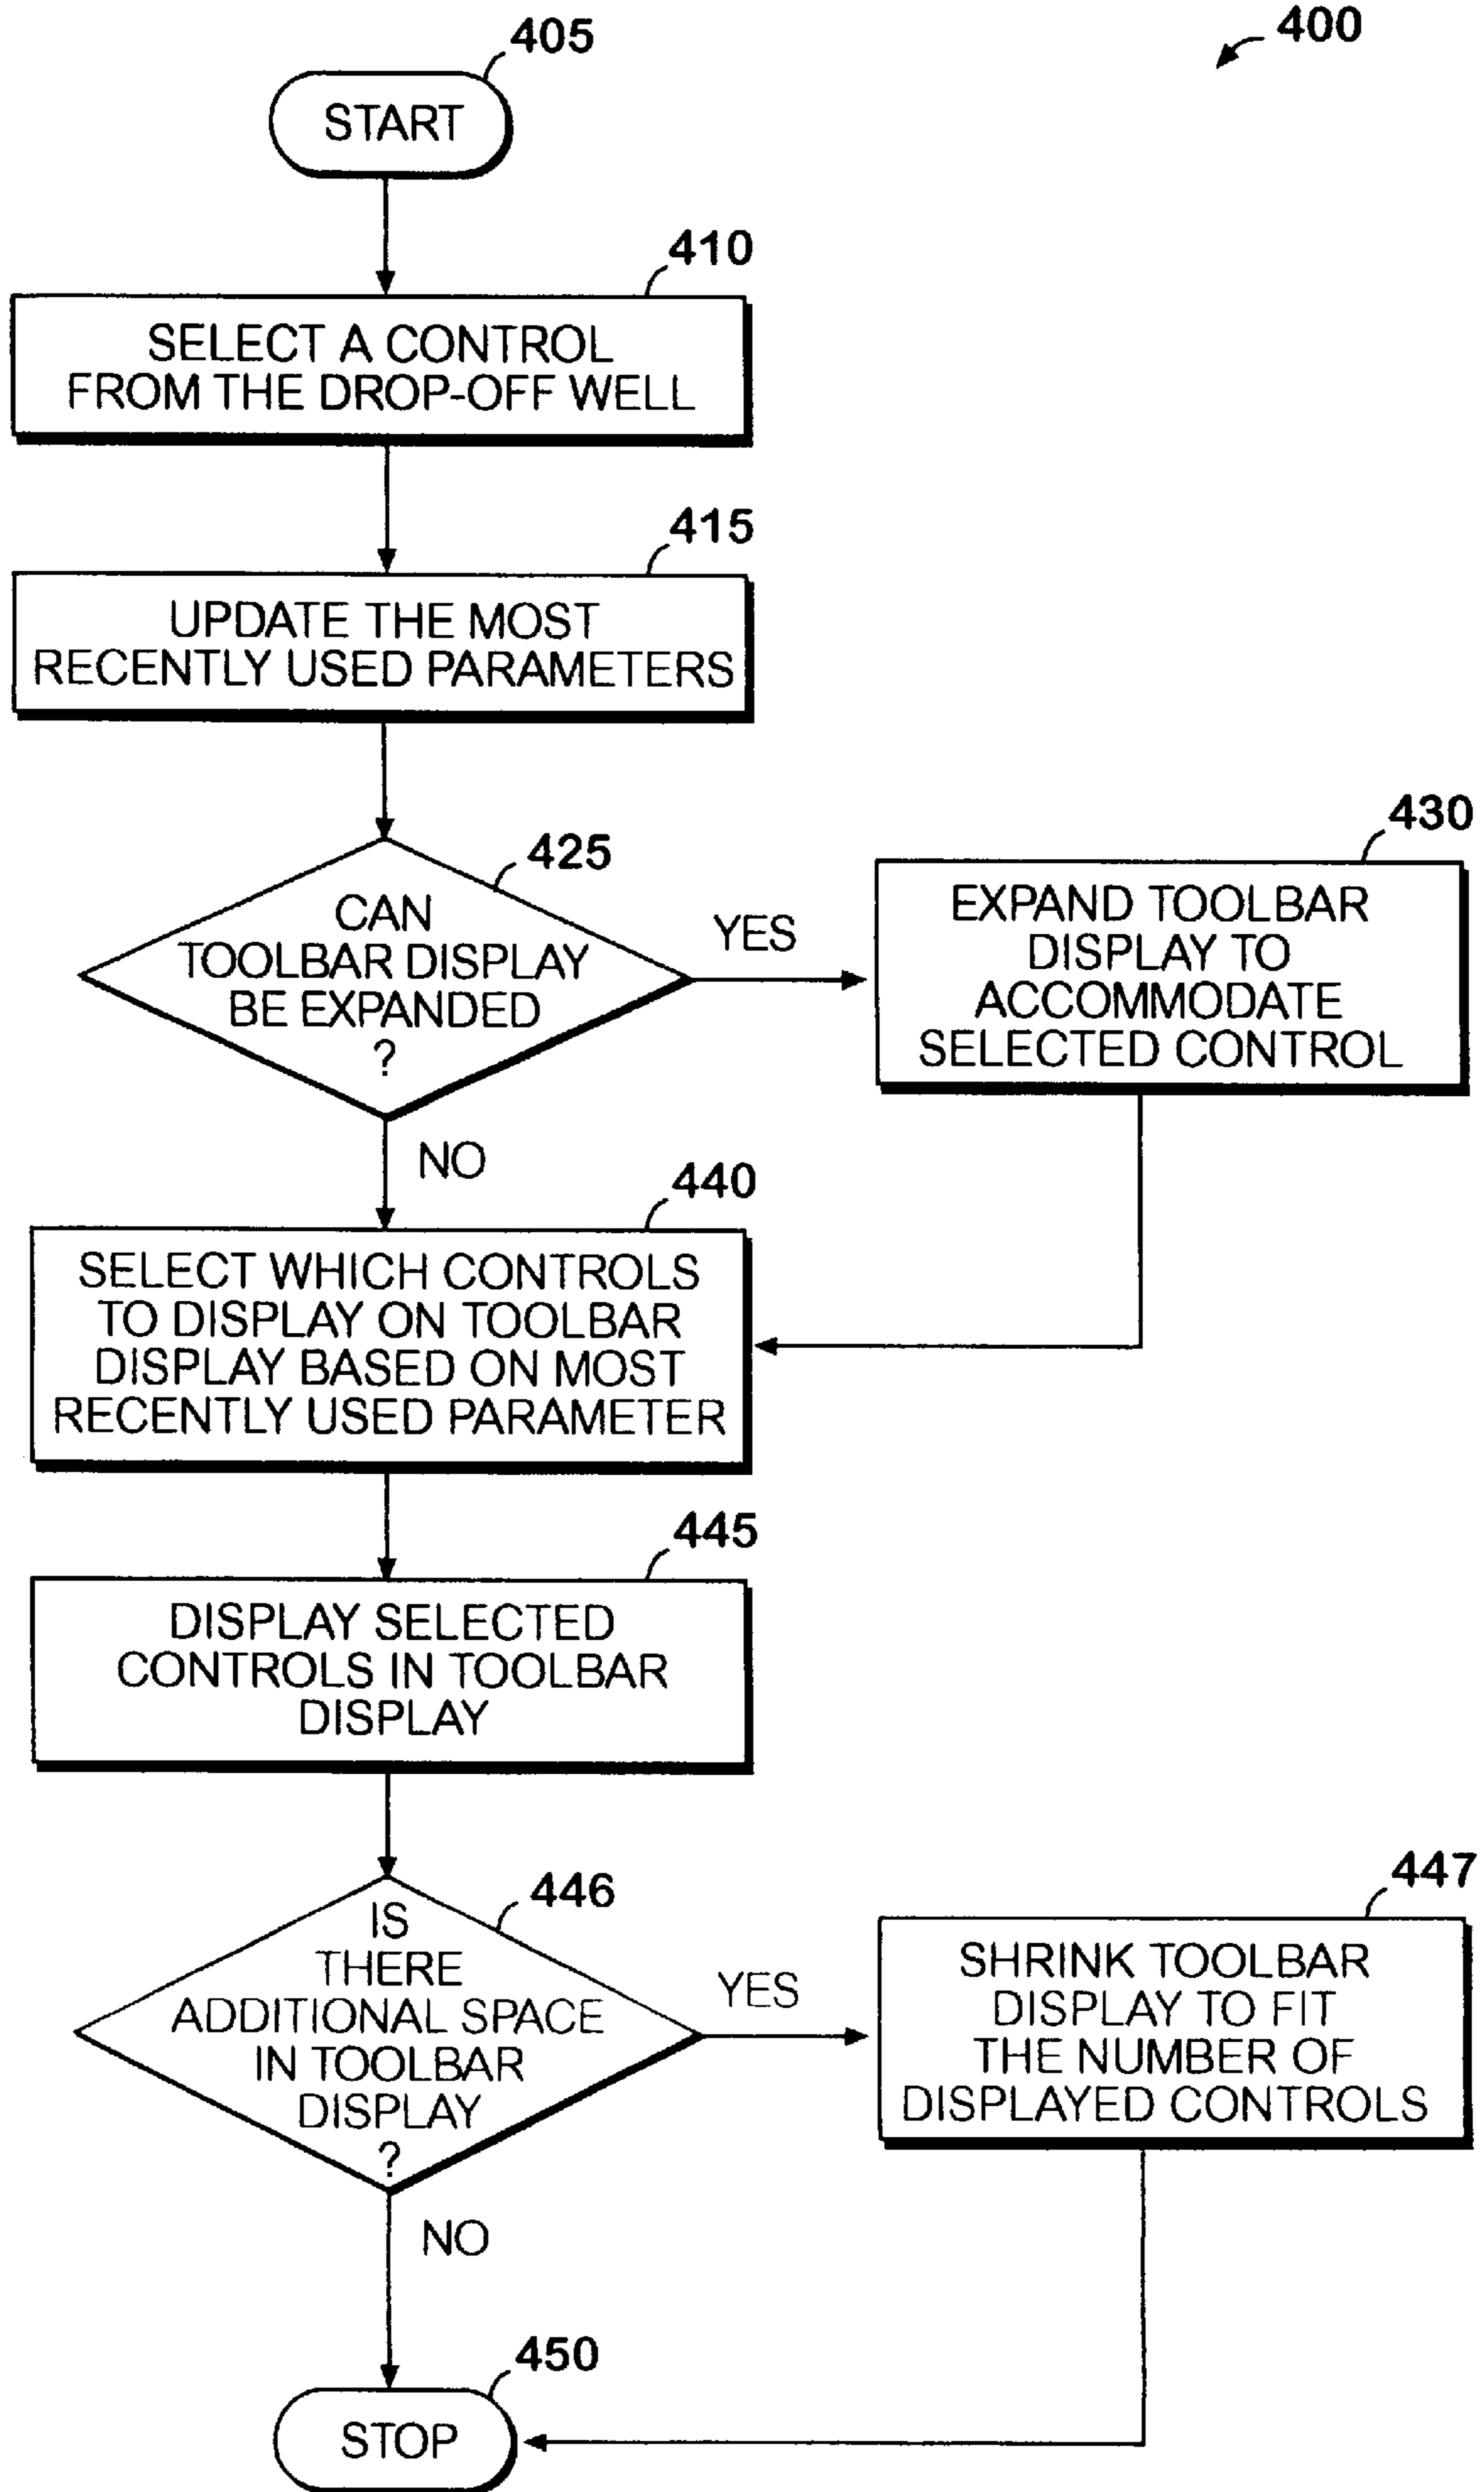 400
405
START
410
SELECT A CONTROL
FROM THE DROP-OFF WELL
415
UPDATE THE MOST
RECENTLY USED PARAMETERS
425
CAN
TOOLBAR DISPLAY
BE EXPANDED
?
YES
430
EXPAND TOOLBAR
DISPLAY TO
ACCOMMODATE
SELECTED CONTROL
NO
440
SELECT WHICH CONTROLS
TO DISPLAY ON TOOLBAR
DISPLAY BASED ON MOST
RECENTLY USED PARAMETER
445
DISPLAY SELECTED
CONTROLS IN TOOLBAR
DISPLAY
446
IS
THERE
ADDITIONAL SPACE
IN TOOLBAR
DISPLAY
?
YES
447
SHRINK TOOLBAR
DISPLAY TO FIT
THE NUMBER OF
DISPLAYED CONTROLS
NO
450
STOP